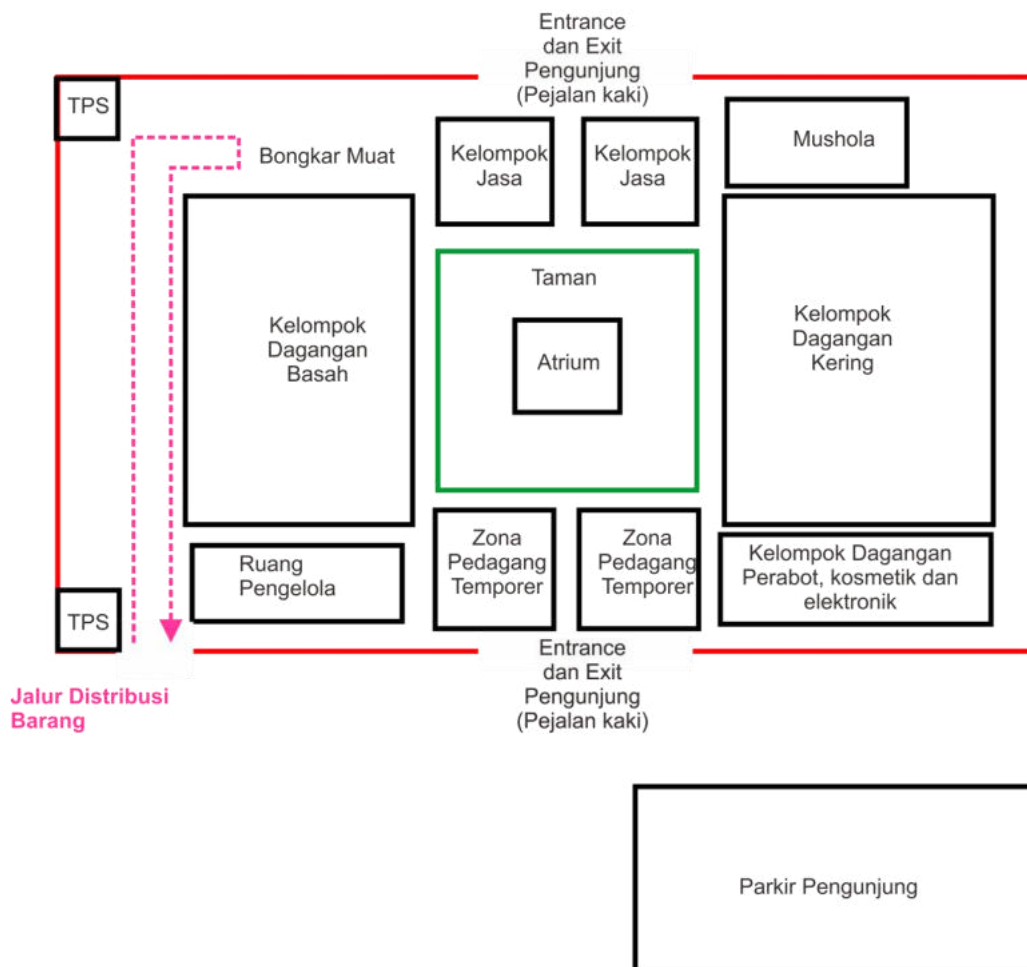 Entrance
dan Exit
Pengunjung
(Pejalan kaki)
TPS
Bongkar Muat
Kelompok
Jasa
Kelompok
Jasa
Mushola
Kelompok
Dagangan
Basah
Taman
Atrium
Kelompok
Dagangan
Kering
Ruang
Pengelola
Zona
Pedagang
Temporer
Zona
Pedagang
Temporer
Kelompok Dagangan
Perabot, kosmetik dan
elektronik
TPS
Jalur Distribusi
Barang
Entrance
dan Exit
Pengunjung
(Pejalan kaki)
Parkir Pengunjung